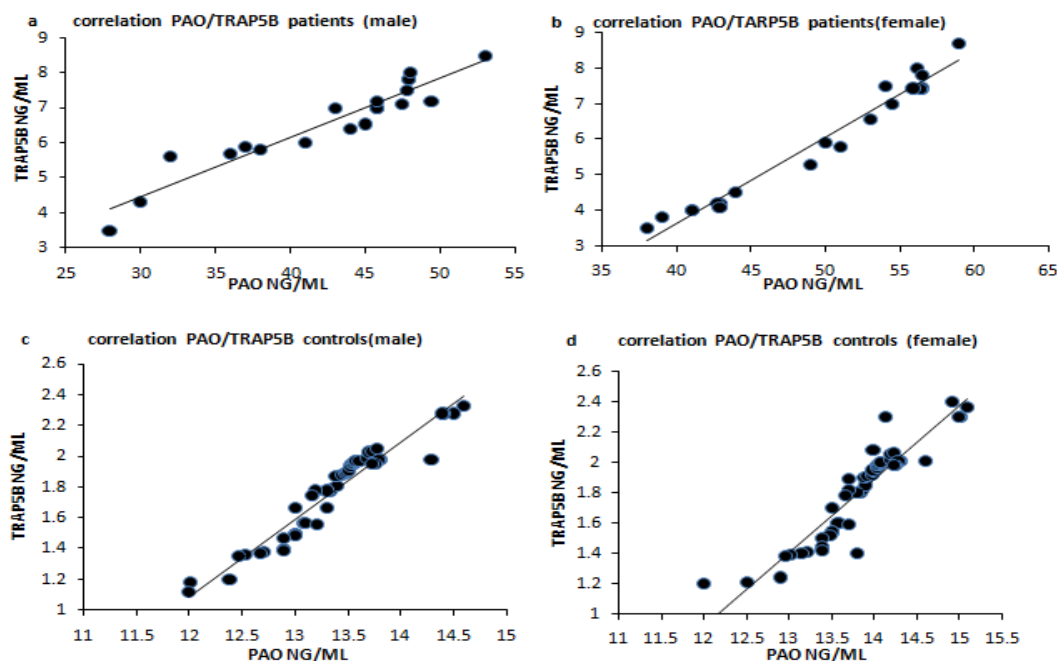 a correlation PAO/TRAP5B patients (male)
TRAP5B NG/ML
9
8
7
6
5
4
3
25 30 35 40 45 50 55
PAO NG/ML
b correlation PAO/TARP5B patients(female)
TRAP5B NG/ML
9
8
7
6
5
4
3
35 40 45 50 55 60 65
PAO NG/ML
c correlation PAO/TRAP5B controls(male)
TRAP5B NG/ML
2.6
2.4
2.2
2
1.8
1.6
1.4
1.2
1
11 11.5 12 12.5 13 13.5 14 14.5 15
PAO NG/ML
d correlation PAO/TRAP5B controls (female)
TRAP5B NG/ML
2.6
2.4
2.2
2
1.8
1.6
1.4
1.2
1
11 11.5 12 12.5 13 13.5 14 14.5 15 15.5
PAO NG/ML